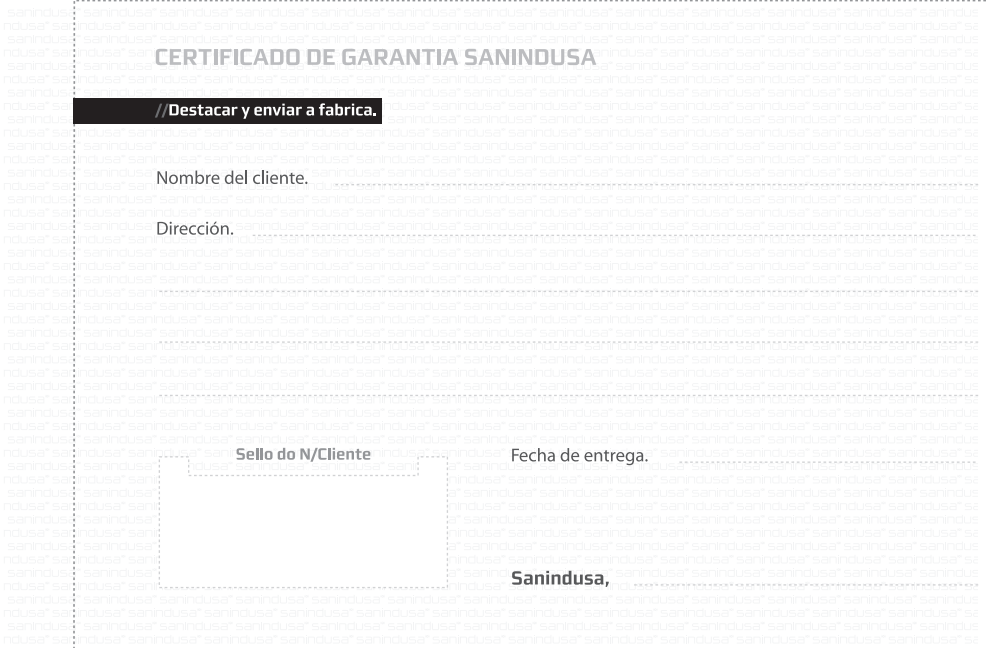 CERTIFICADO DE GARANTIA SANINDUSA
//Destacar y enviar a fabrica.
Nombre del cliente.
Dirección.
Sello do N/Cliente
Fecha de entrega.
Sanindusa,